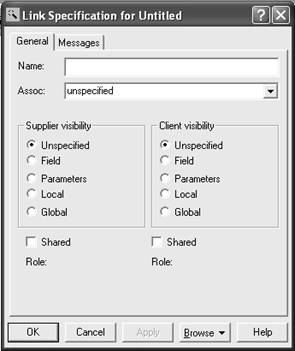 Link Specification for Untitled
General Messages
Name:
Assoc: unspecified
Supplier visibility Client visibility
Unspecified Unspecified
Field Field
Parameters Parameters
Local Local
Global Global
Shared Shared
Role: Role:
OK Cancel Apply Browse Help